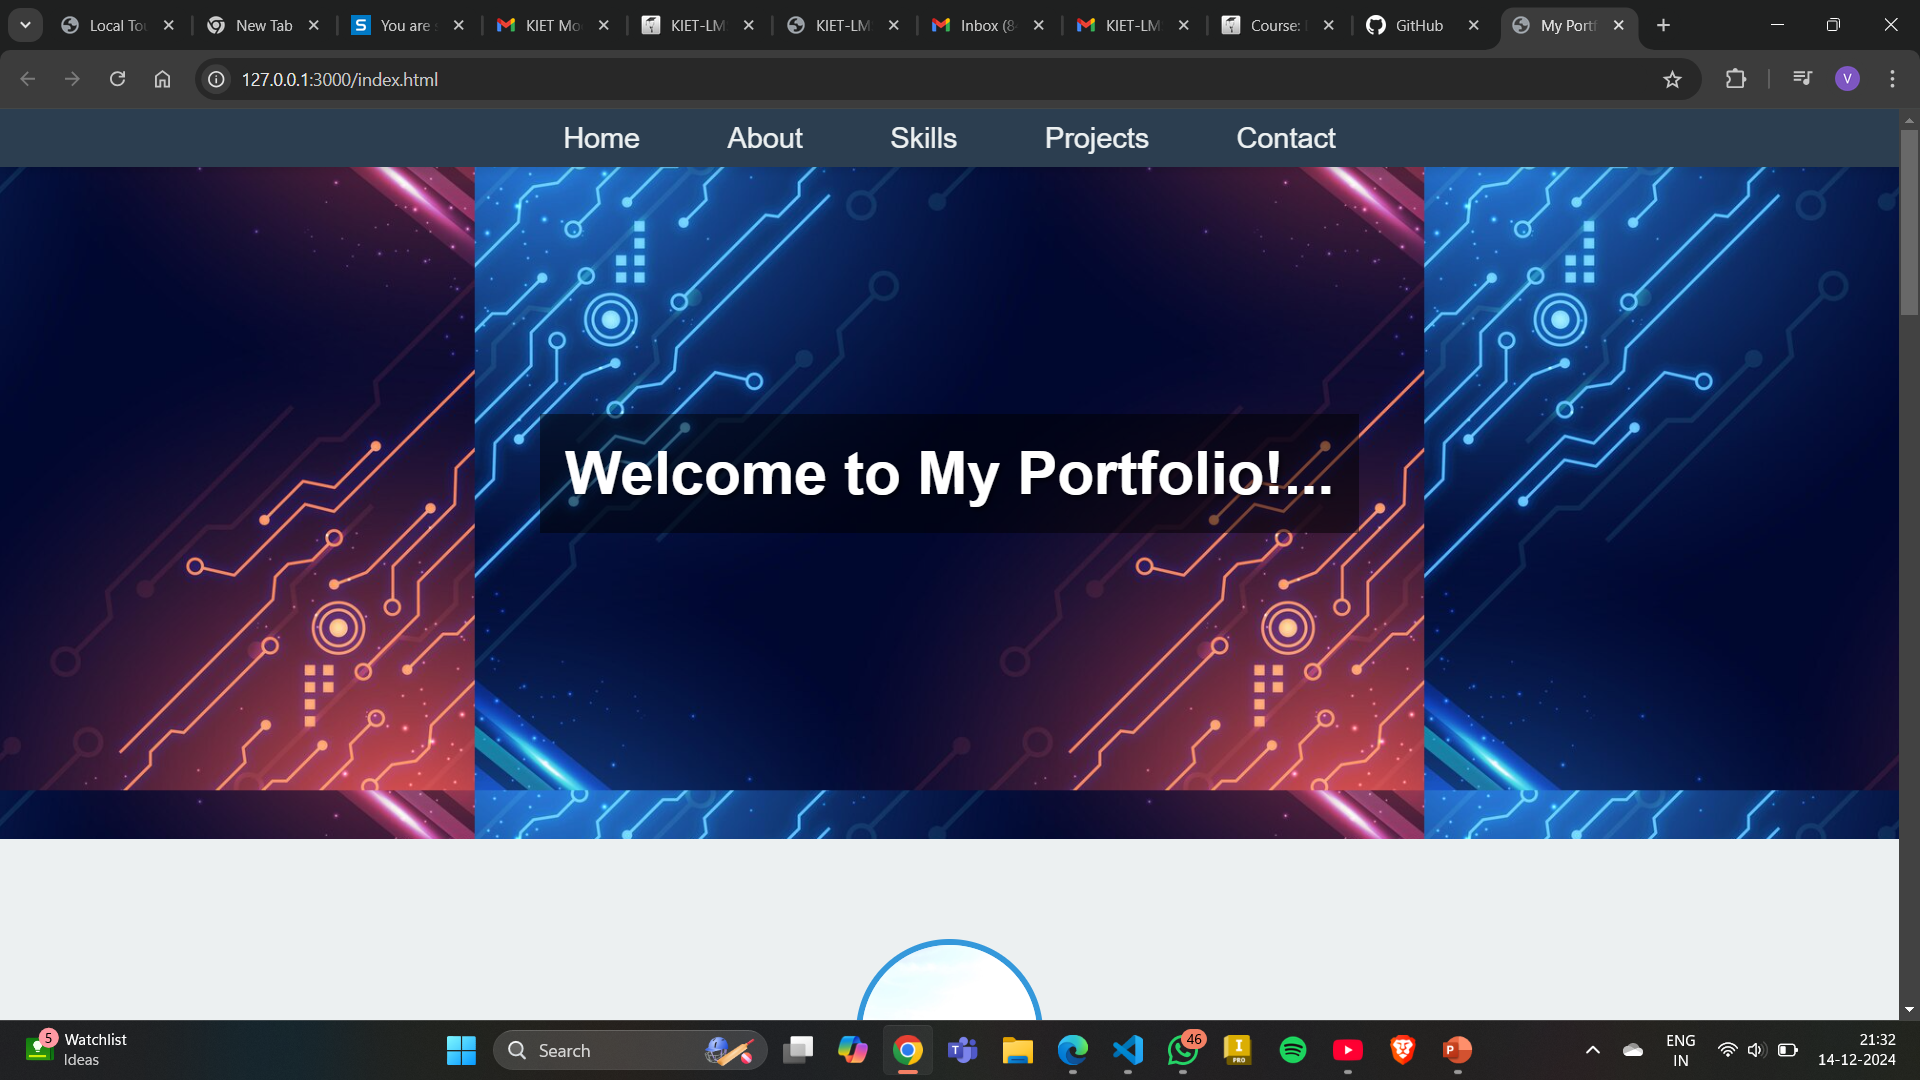 Local To
New Tab
You are s
KIET Mo
KIET-LM
KIET-LM
Inbox (8
KIET-LM
Course:
GitHub
My Portf
127.0.0.1:3000/index.html
V
Home About Skills Projects Contact
Welcome to My Portfolio!...
5
Watchlist
Ideas
Search
46
ENG
IN
21:32
14-12-2024